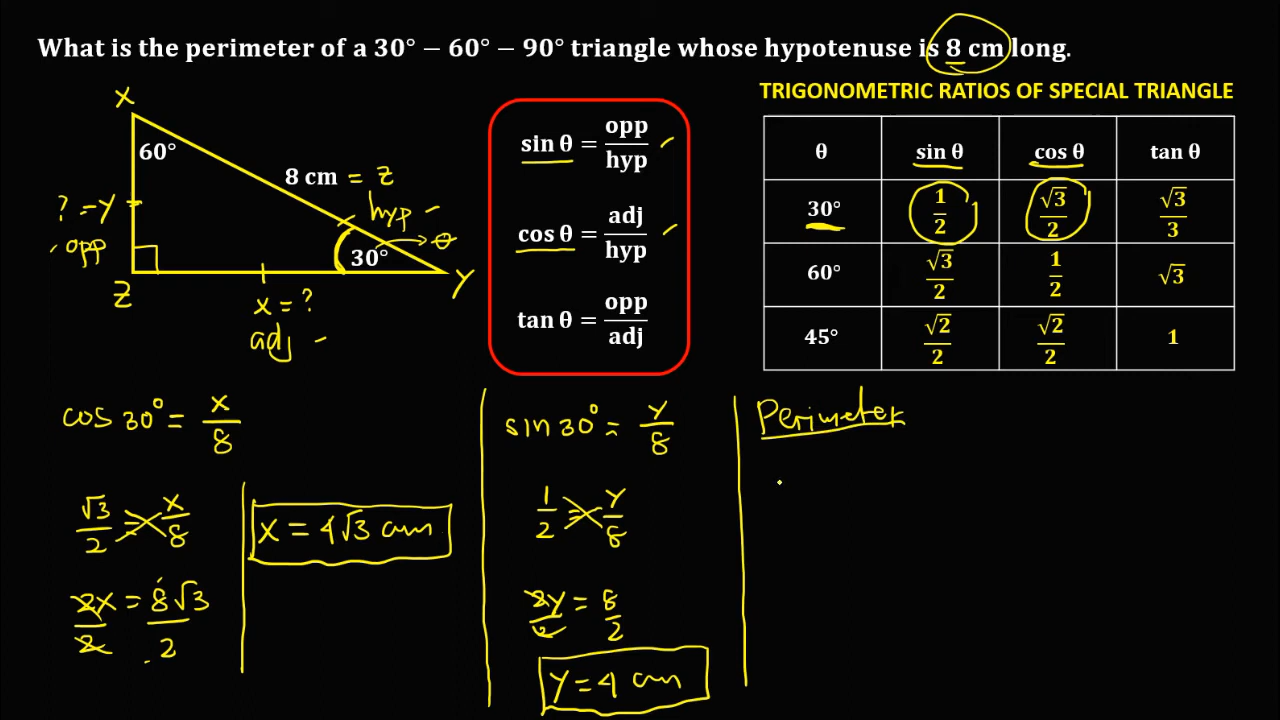 What is the perimeter of a 30° − 60° − 90° triangle whose hypotenuse is 8 cm long.
X
60°
8 cm = z
hyp
? = y
opp
30°
θ
Z
Y
x = ?
adj
sin θ = opp/hyp
cos θ = adj/hyp
tan θ = opp/adj
TRIGONOMETRIC RATIOS OF SPECIAL TRIANGLE
θ sin θ cos θ tan θ
30° 1/2 √3/2 √3/3
60° √3/2 1/2 √3
45° √2/2 √2/2 1
cos 30° = x/8
√3/2 = x/8
2x/2 = 8√3/2
x = 4√3 cm
sin 30° = y/8
1/2 = y/8
2y/2 = 8/2
y = 4 cm
Perimeter